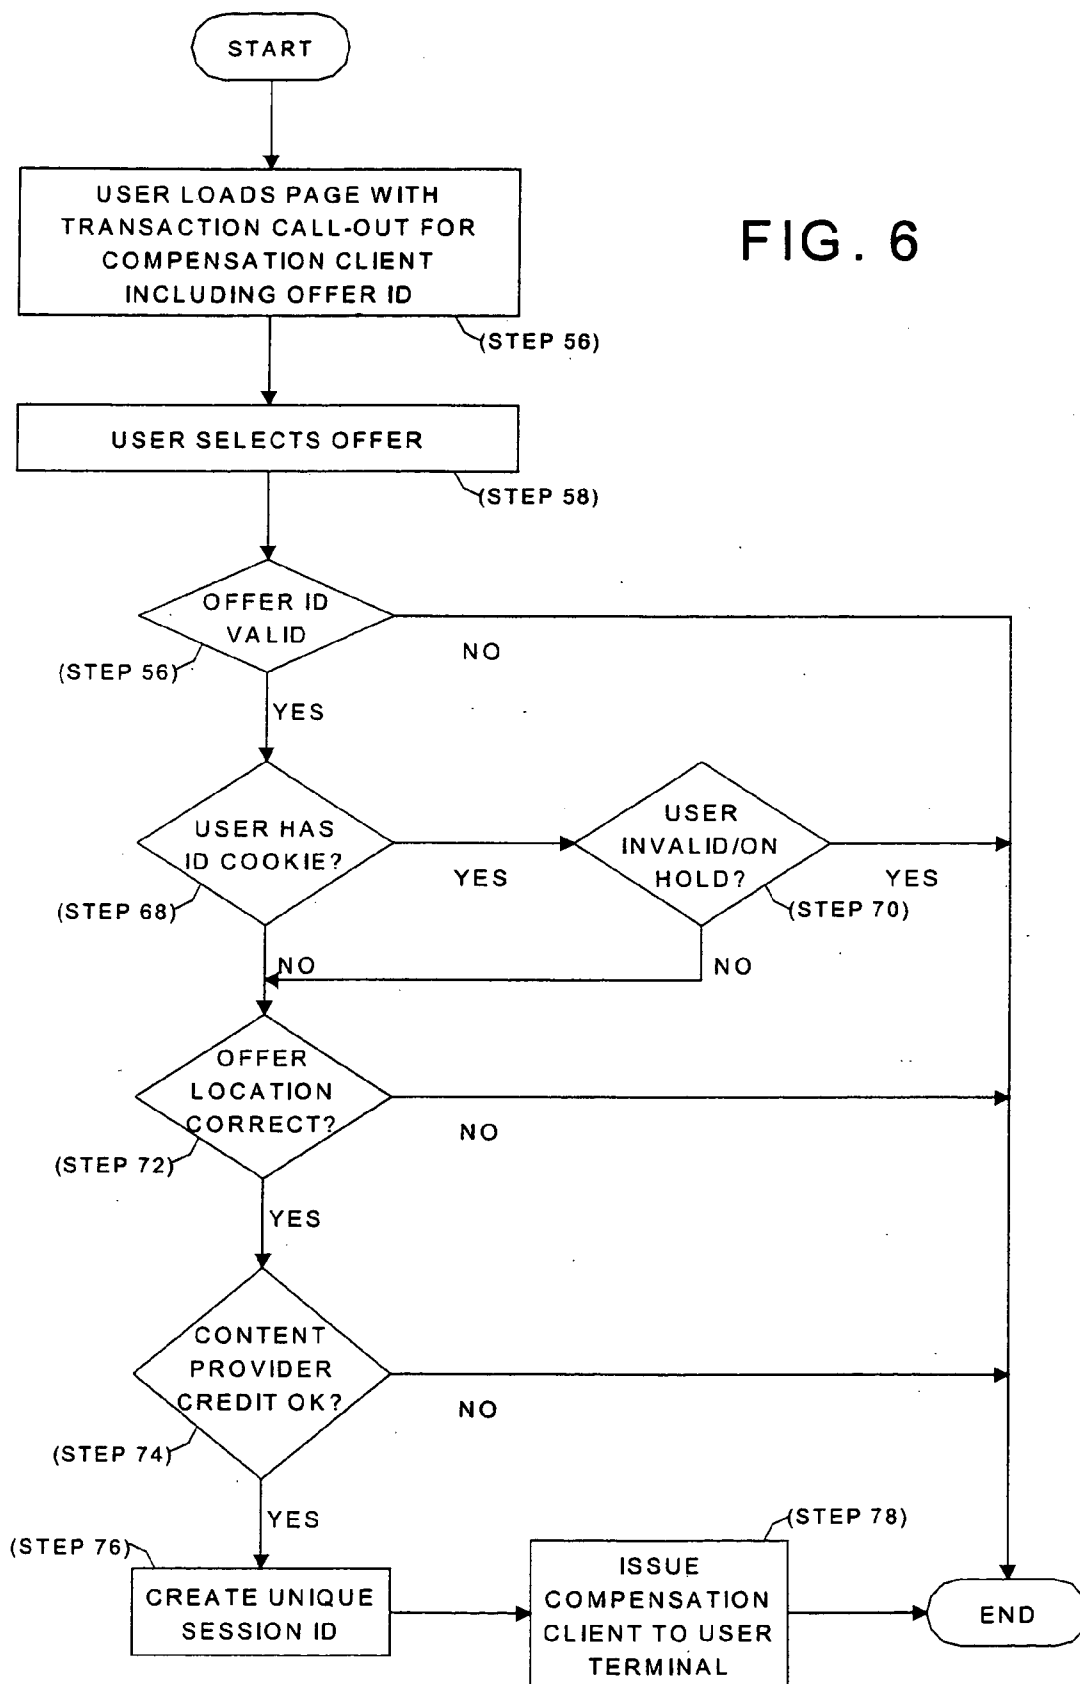 START
USER LOADS PAGE WITH
TRANSACTION CALL-OUT FOR
COMPENSATION CLIENT
INCLUDING OFFER ID
FIG. 6
(STEP 56)
USER SELECTS OFFER
(STEP 58)
OFFER ID
VALID
NO
(STEP 56)
YES
USER HAS
ID COOKIE?
YES
USER
INVALID/ON
HOLD?
YES
(STEP 68)
(STEP 70)
NO
NO
OFFER
LOCATION
CORRECT?
NO
(STEP 72)
YES
CONTENT
PROVIDER
CREDIT OK?
NO
(STEP 74)
YES
(STEP 76)
(STEP 78)
CREATE UNIQUE
SESSION ID
ISSUE
COMPENSATION
CLIENT TO USER
TERMINAL
END